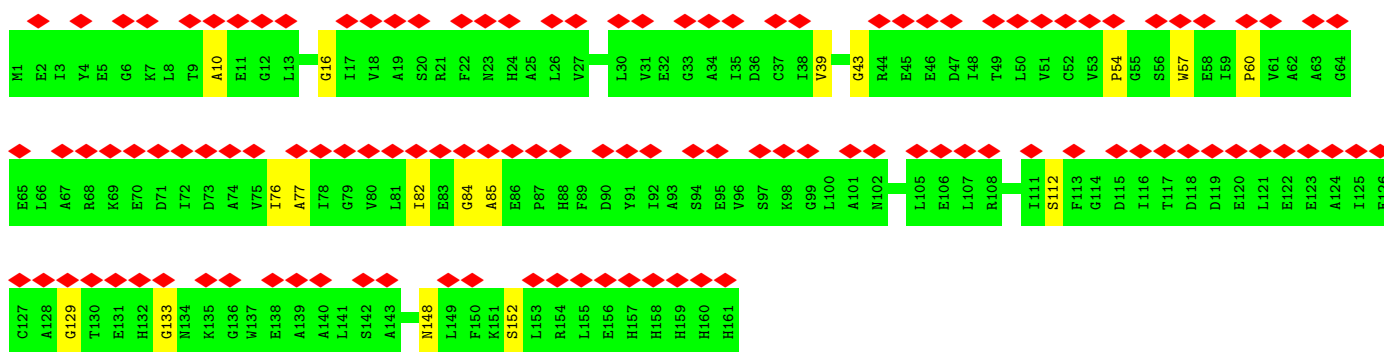 M1 E2 I3 Y4 E5 G6 K7 L8 T9 A10 E11 G12 L13 G16 I17 V18 A19 S20 R21 F22 N23 H24 A25 L26 V27 L30 V31 E32 G33 A34 I35 D36 C37 I38 V39 G43 R44 E45 E46 D47 I48 T49 L50 V51 C52 V53 P54 G55 S56 W57 E58 I59 P60 V61 A62 A63 G64
E65 L66 A67 R68 K69 E70 D71 I72 D73 A74 V75 I76 A77 I78 G79 V80 L81 I82 E83 G84 A85 E86 P87 H88 F89 D90 Y91 I92 A93 S94 E95 V96 S97 K98 G99 L100 A101 N102 L105 E106 L107 R108 I111 S112 F113 G114 D115 I116 T117 D118 D119 E120 L121 E122 E123 A124 I125 E126
C127 A128 G129 T130 E131 H132 G133 N134 K135 G136 W137 E138 A139 A140 L141 S142 A143 N148 L149 F150 K151 S152 L153 R154 L155 E156 H157 H158 H159 H160 H161